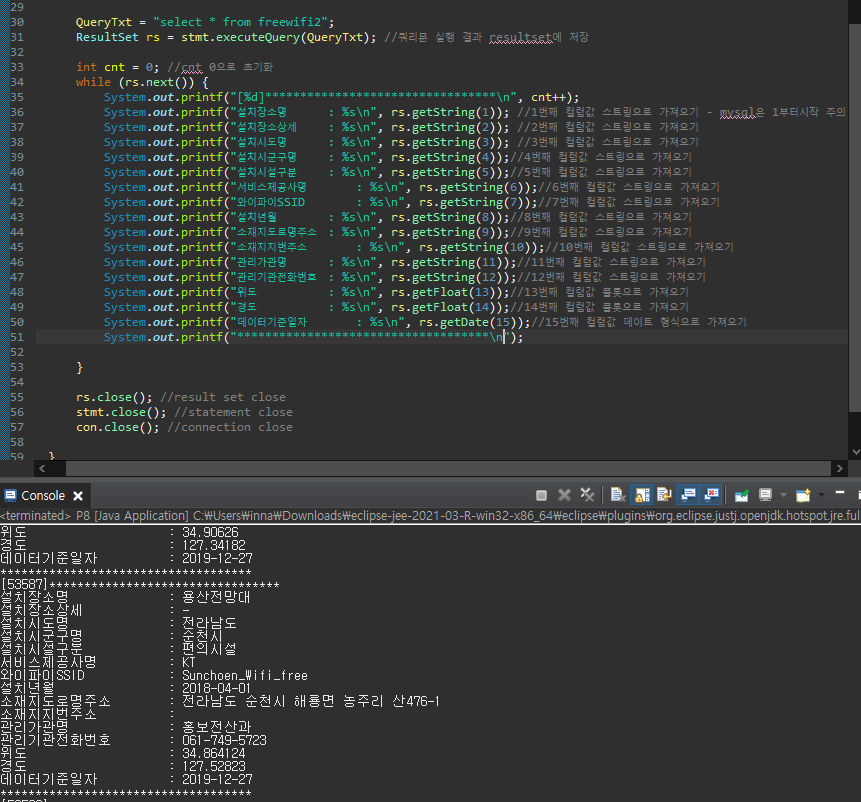 29
30 QueryTxt = "select * from freewifi2";
31 ResultSet rs = stmt.executeQuery(QueryTxt); //쿼리문 실행 결과 resultset에 저장
32
33 int cnt = 0; //cnt 0으로 초기화
34 while (rs.next()) {
35 System.out.printf("[%d]*********************************\n", cnt++);
36 System.out.printf("설치장소명 : %s\n", rs.getString(1)); //1번째 컬럼값 스트링으로 가져오기 - mysql은 1부터시작 주의
37 System.out.printf("설치장소상세 : %s\n", rs.getString(2)); //2번째 컬럼값 스트링으로 가져오기
38 System.out.printf("설치시도명 : %s\n", rs.getString(3)); //3번째 컬럼값 스트링으로 가져오기
39 System.out.printf("설치시군구명 : %s\n", rs.getString(4));//4번째 컬럼값 스트링으로 가져오기
40 System.out.printf("설치시설구분 : %s\n", rs.getString(5));//5번째 컬럼값 스트링으로 가져오기
41 System.out.printf("서비스제공사명 : %s\n", rs.getString(6));//6번째 컬럼값 스트링으로 가져오기
42 System.out.printf("와이파이SSID : %s\n", rs.getString(7));//7번째 컬럼값 스트링으로 가져오기
43 System.out.printf("설치년월 : %s\n", rs.getString(8));//8번째 컬럼값 스트링으로 가져오기
44 System.out.printf("소재지도로명주소 : %s\n", rs.getString(9));//9번째 컬럼값 스트링으로 가져오기
45 System.out.printf("소재지지번주소 : %s\n", rs.getString(10));//10번째 컬럼값 스트링으로 가져오기
46 System.out.printf("관리가관명 : %s\n", rs.getString(11));//11번째 컬럼값 스트링으로 가져오기
47 System.out.printf("관리기관전화번호 : %s\n", rs.getString(12));//12번째 컬럼값 스트링으로 가져오기
48 System.out.printf("위도 : %s\n", rs.getFloat(13));//13번째 컬럼값 플롯으로 가져오기
49 System.out.printf("경도 : %s\n", rs.getFloat(14));//14번째 컬럼값 플롯으로 가져오기
50 System.out.printf("데이터기준일자 : %s\n", rs.getDate(15));//15번째 컬럼값 데이트 형식으로 가져오기
51 System.out.printf("************************************\n");
52
53 }
54
55 rs.close(); //result set close
56 stmt.close(); //statement close
57 con.close(); //connection close
58
59 }
Console
<terminated> P8 [Java Application] C:₩Users₩inna₩Downloads₩eclipse-jee-2021-03-R-win32-x86_64₩eclipse₩plugins₩org.eclipse.justj.openjdk.hotspot.jre.ful
위도 : 34.90626
경도 : 127.34182
데이터기준일자 : 2019-12-27
************************************
[53587]*********************************
설치장소명 : 용산전망대
설치장소상세 : -
설치시도명 : 전라남도
설치시군구명 : 순천시
설치시설구분 : 편의시설
서비스제공사명 : KT
와이파이SSID : Sunchoen_Wifi_free
설치년월 : 2018-04-01
소재지도로명주소 : 전라남도 순천시 해룡면 농주리 산476-1
소재지지번주소 :
관리가관명 : 홍보전산과
관리기관전화번호 : 061-749-5723
위도 : 34.864124
경도 : 127.52823
데이터기준일자 : 2019-12-27
************************************